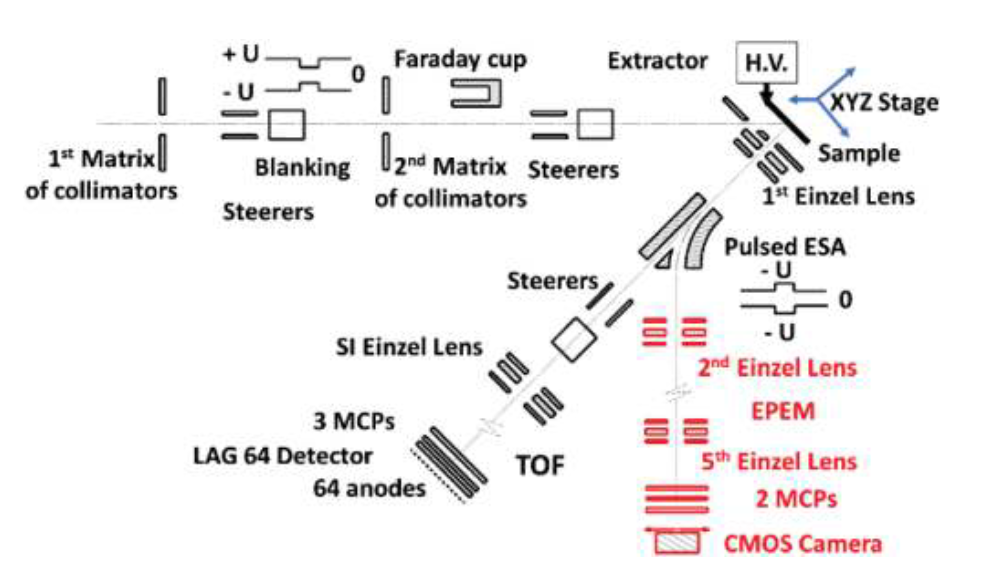 + U
- U
0
Faraday cup
Extractor
H.V.
XYZ Stage
1st Matrix
of collimators
Blanking
Steerers
2nd Matrix
of collimators
Steerers
Sample
1st Einzel Lens
Pulsed ESA
- U
0
- U
Steerers
SI Einzel Lens
2nd Einzel Lens
EPEM
3 MCPs
LAG 64 Detector
64 anodes
TOF
5th Einzel Lens
2 MCPs
CMOS Camera